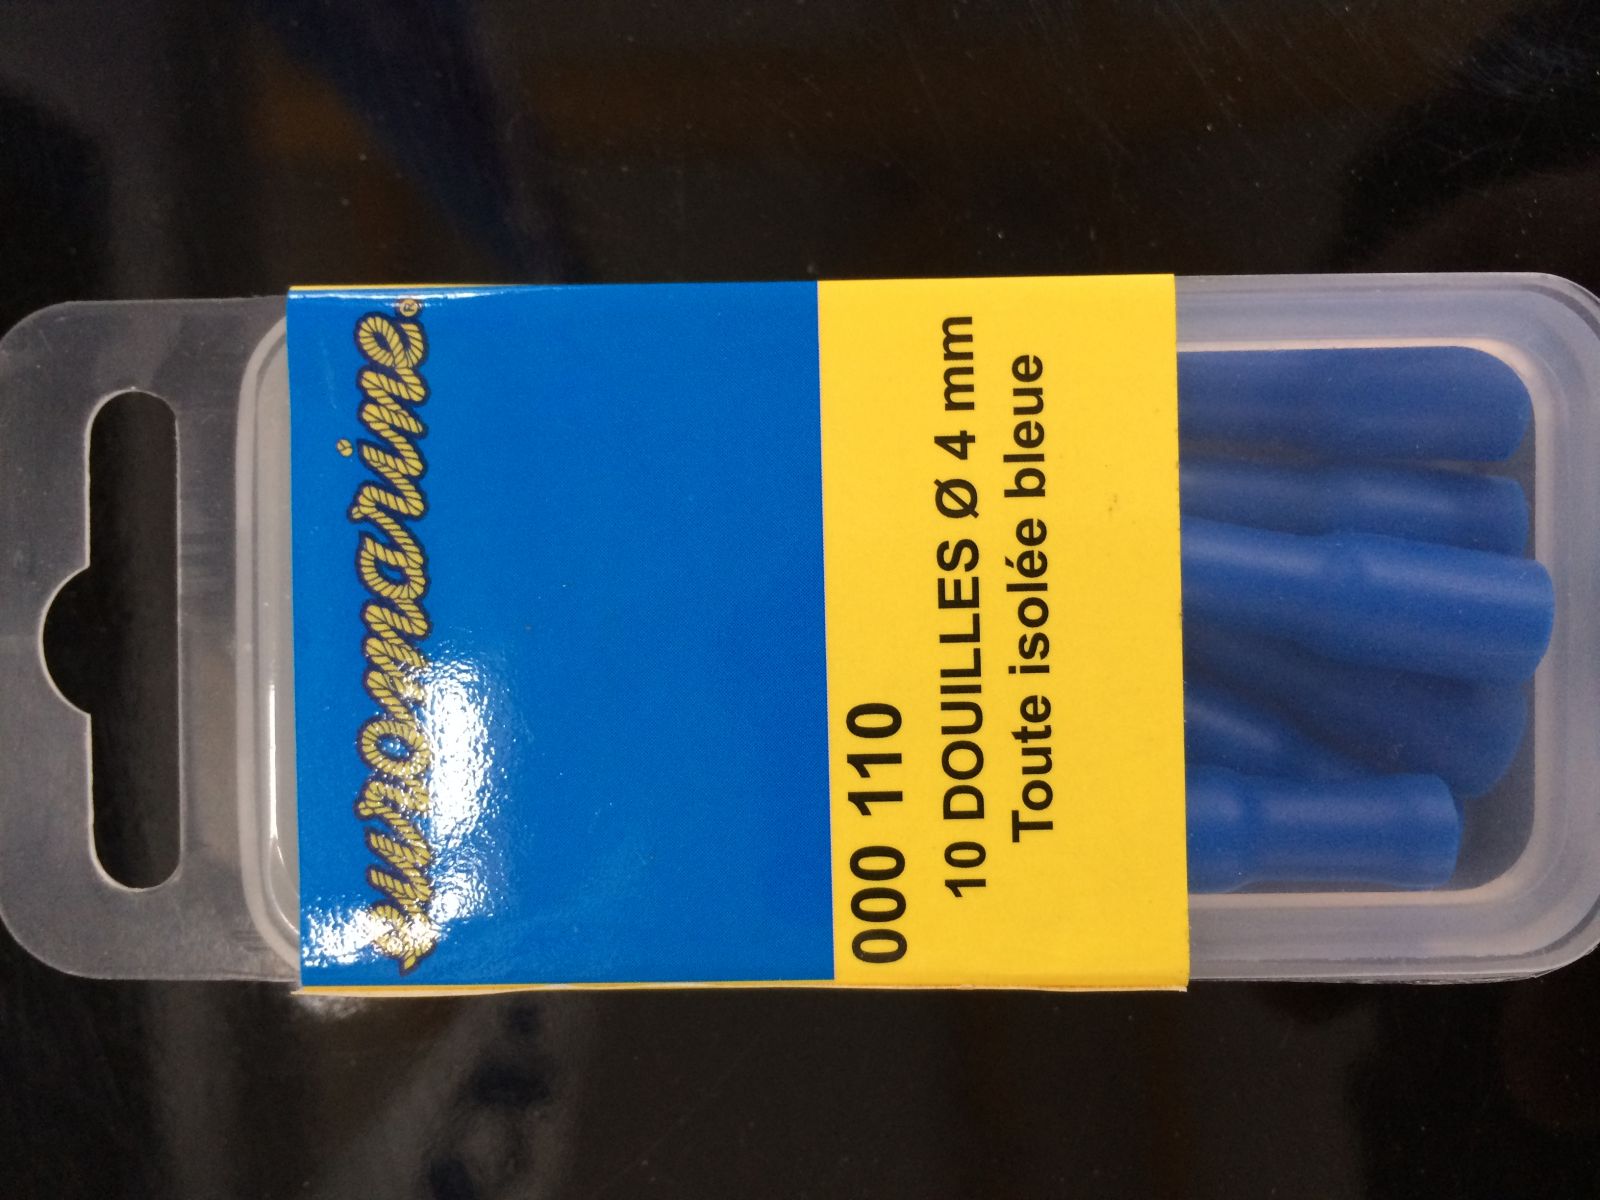 Euromarine®
000 110
10 DOUILLES Ø 4 mm
Toute isolée bleue